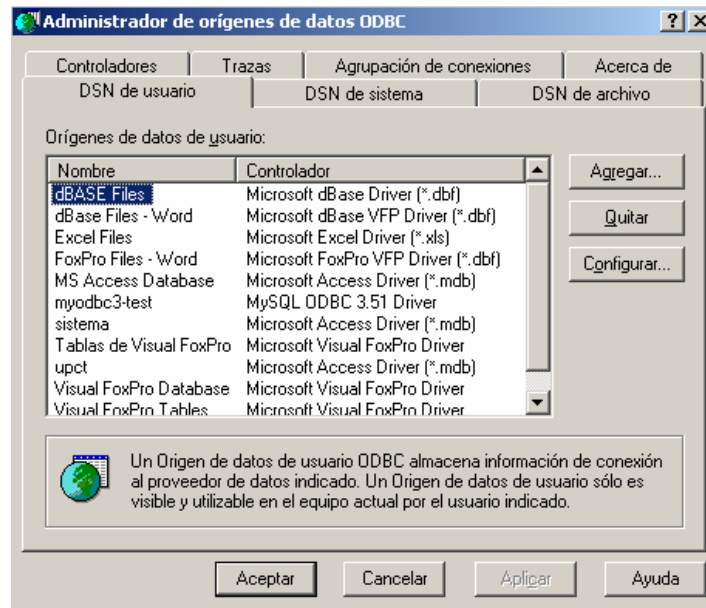 Administrador de orígenes de datos ODBC
Controladores Trazas Agrupación de conexiones Acerca de
DSN de usuario DSN de sistema DSN de archivo
Orígenes de datos de usuario:
Nombre Controlador
dBASE Files Microsoft dBase Driver (*.dbf)
dBase Files - Word Microsoft dBase VFP Driver (*.dbf)
Excel Files Microsoft Excel Driver (*.xls)
FoxPro Files - Word Microsoft FoxPro VFP Driver (*.dbf)
MS Access Database Microsoft Access Driver (*.mdb)
myodbc3-test MySQL ODBC 3.51 Driver
sistema Microsoft Access Driver (*.mdb)
Tablas de Visual FoxPro Microsoft Visual FoxPro Driver
upct Microsoft Access Driver (*.mdb)
Visual FoxPro Database Microsoft Visual FoxPro Driver
Visual FoxPro Tables Microsoft Visual FoxPro Driver
Agregar...
Quitar
Configurar...
Un Origen de datos de usuario ODBC almacena información de conexión
al proveedor de datos indicado. Un Origen de datos de usuario sólo es
visible y utilizable en el equipo actual por el usuario indicado.
Aceptar Cancelar Aplicar Ayuda